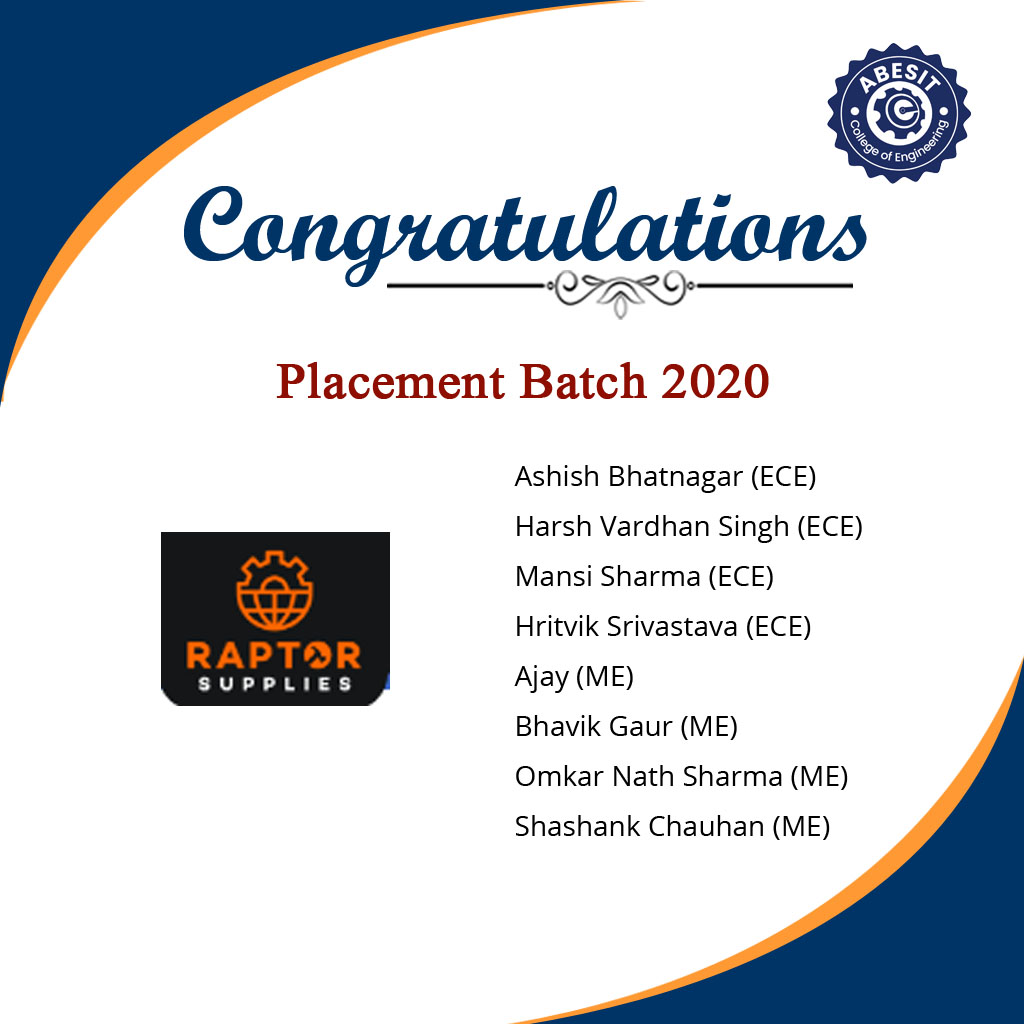 ABESIT
College of Engineering
Congratulations
Placement Batch 2020
Ashish Bhatnagar (ECE)
Harsh Vardhan Singh (ECE)
Mansi Sharma (ECE)
Hritvik Srivastava (ECE)
Ajay (ME)
Bhavik Gaur (ME)
Omkar Nath Sharma (ME)
Shashank Chauhan (ME)
RAPTOR
SUPPLIES